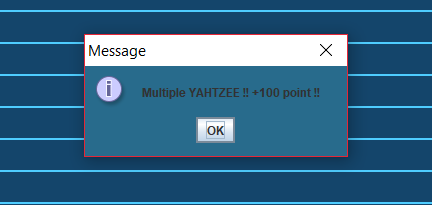 Message
Multiple YAHTZEE !! +100 point !!
OK